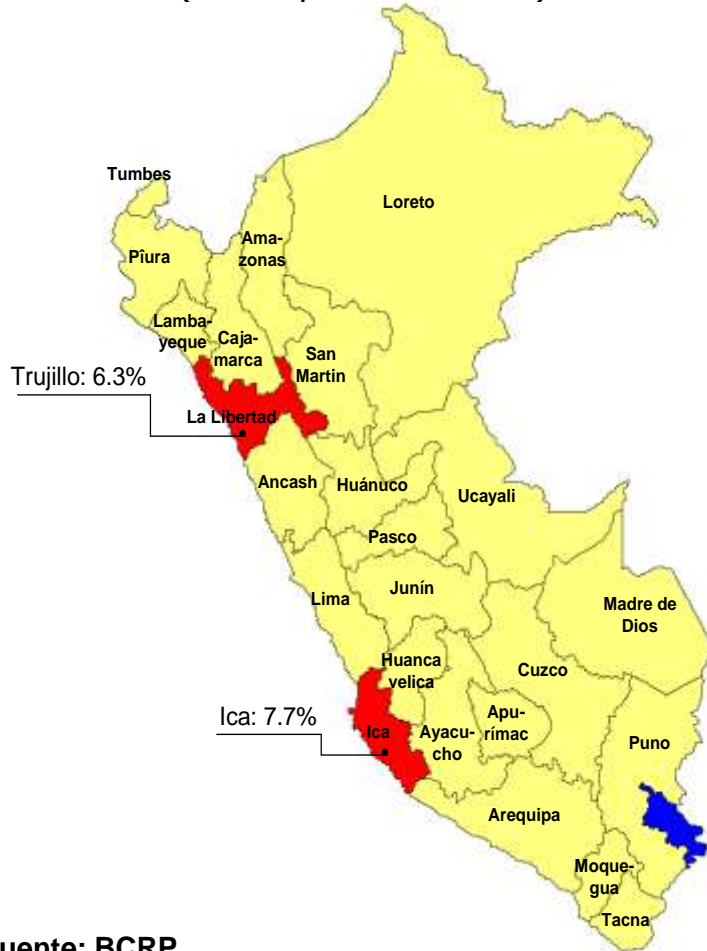 Tumbes
Loreto
Ama-
zonas
Pîura
Lamba-
yeque
Caja-
marca
San
Martin
Trujillo: 6.3%
La Libertad
Ancash
Huánuco
Ucayali
Pasco
Junín
Lima
Madre de
Dios
Huanca
velica
Cuzco
Ica: 7.7%
Ica
Ayacu-
cho
Apu-
rímac
Puno
Arequipa
Moque-
gua
Tacna
uente: BCRP